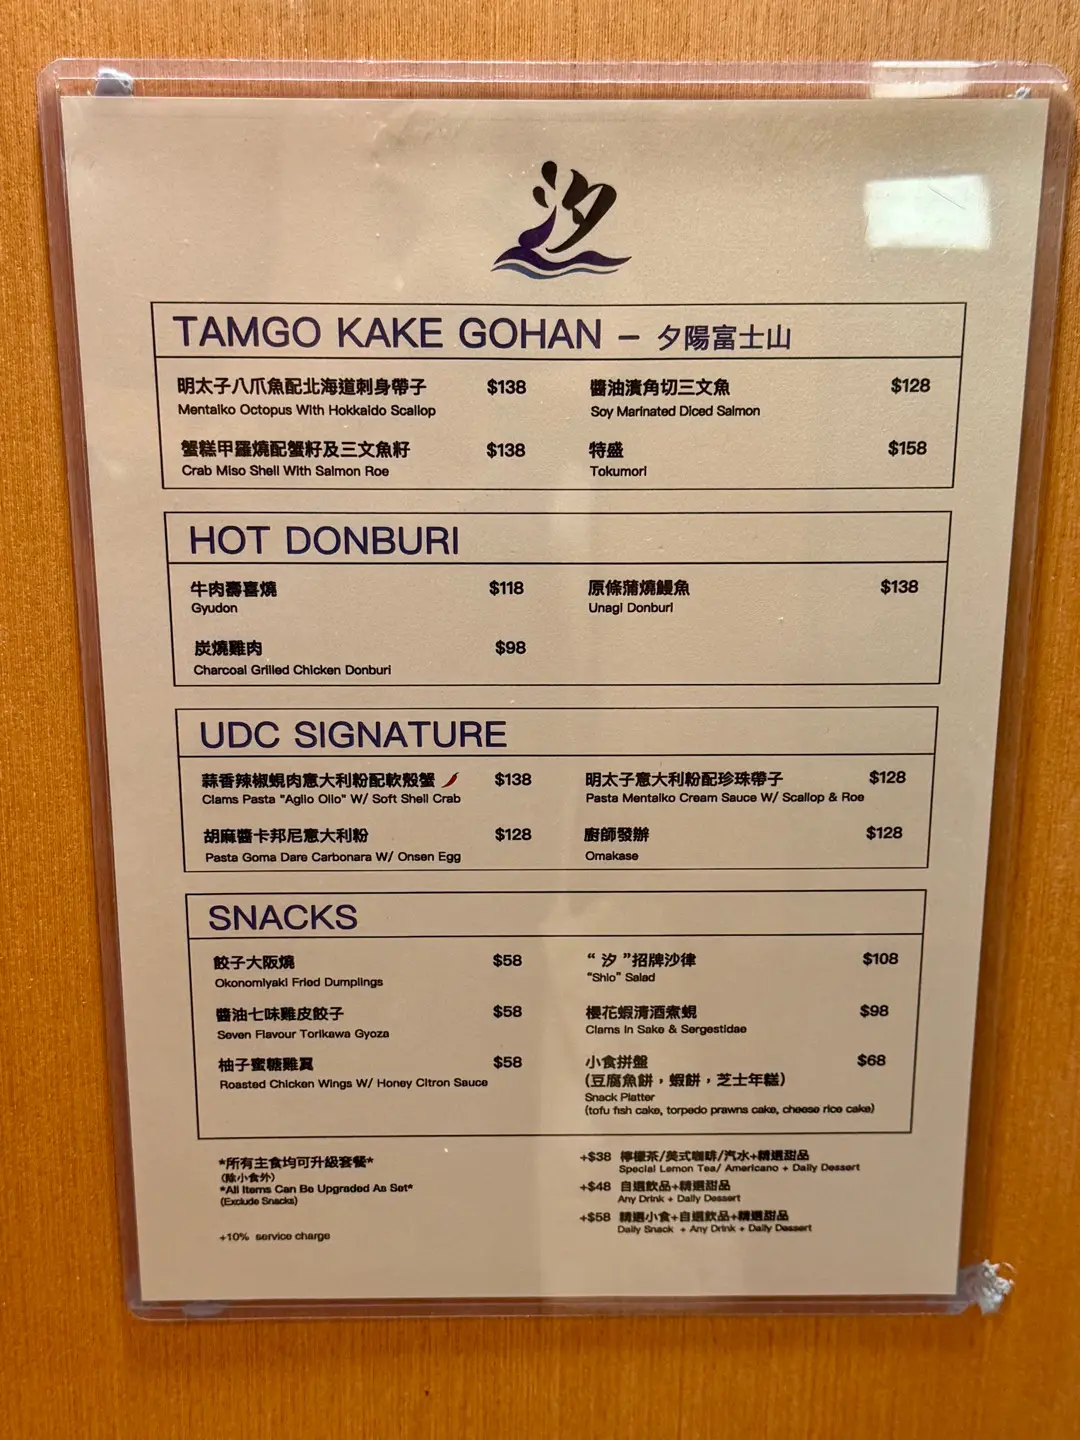 汐
TAMGO KAKE GOHAN – 夕陽富士山
明太子八爪魚配北海道刺身帶子 $138
Mentaiko Octopus With Hokkaido Scallop
醬油漬角切三文魚 $128
Soy Marinated Diced Salmon
蟹糕甲羅燒配蟹籽及三文魚籽 $138
Crab Miso Shell With Salmon Roe
特盛 $158
Tokumori
HOT DONBURI
牛肉壽喜燒 $118
Gyudon
原條蒲燒鰻魚 $138
Unagi Donburi
炭燒雞肉 $98
Charcoal Grilled Chicken Donburi
UDC SIGNATURE
蒜香辣椒蜆肉意大利粉配軟殼蟹 $138
Clams Pasta "Aglio Olio" W/ Soft Shell Crab
明太子意大利粉配珍珠帶子 $128
Pasta Mentaiko Cream Sauce W/ Scallop & Roe
胡麻醬卡邦尼意大利粉 $128
Pasta Goma Dare Carbonara W/ Onsen Egg
廚師發辦 $128
Omakase
SNACKS
餃子大阪燒 $58
Okonomiyaki Fried Dumplings
“ 汐 ”招牌沙律 $108
"Shio" Salad
醬油七味雞皮餃子 $58
Seven Flavour Torikawa Gyoza
櫻花蝦清酒煮蜆 $98
Clams In Sake & Sergestidae
柚子蜜糖雞翼 $58
Roasted Chicken Wings W/ Honey Citron Sauce
小食拼盤 $68
(豆腐魚餅，蝦餅，芝士年糕)
Snack Platter
(tofu fish cake, torpedo prawns cake, cheese rice cake)
*所有主食均可升級套餐*
(除小食外)
*All Items Can Be Upgraded As Set*
(Exclude Snacks)
+10% service charge
+$38 檸檬茶/美式咖啡/汽水+精選甜品
Special Lemon Tea/ Americano + Daily Dessert
+$48 自選飲品+精選甜品
Any Drink + Daily Dessert
+$58 精選小食+自選飲品+精選甜品
Daily Snack + Any Drink + Daily Dessert